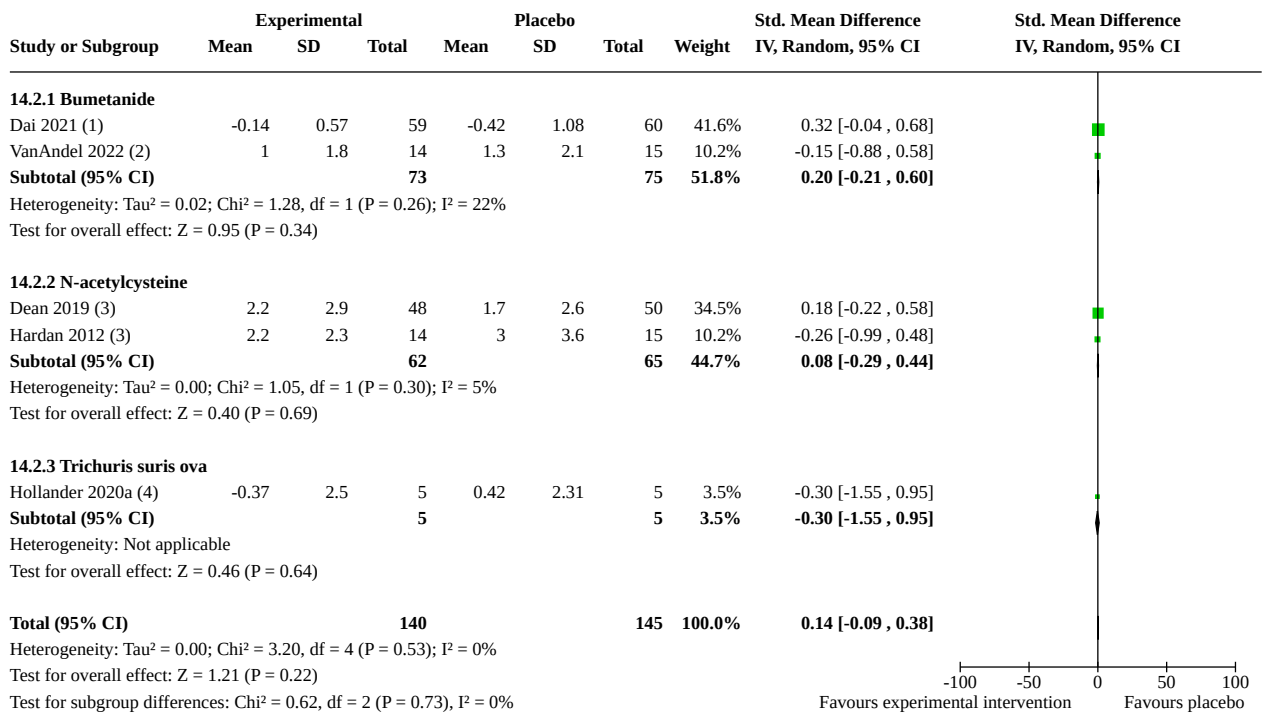 Experimental Placebo Std. Mean Difference Std. Mean Difference
Study or Subgroup Mean SD Total Mean SD Total Weight IV, Random, 95% CI IV, Random, 95% CI
14.2.1 Bumetanide
Dai 2021 (1) -0.14 0.57 59 -0.42 1.08 60 41.6% 0.32 [-0.04 , 0.68]
VanAndel 2022 (2) 1 1.8 14 1.3 2.1 15 10.2% -0.15 [-0.88 , 0.58]
Subtotal (95% CI) 73 75 51.8% 0.20 [-0.21 , 0.60]
Heterogeneity: Tau² = 0.02; Chi² = 1.28, df = 1 (P = 0.26); I² = 22%
Test for overall effect: Z = 0.95 (P = 0.34)
14.2.2 N-acetylcysteine
Dean 2019 (3) 2.2 2.9 48 1.7 2.6 50 34.5% 0.18 [-0.22 , 0.58]
Hardan 2012 (3) 2.2 2.3 14 3 3.6 15 10.2% -0.26 [-0.99 , 0.48]
Subtotal (95% CI) 62 65 44.7% 0.08 [-0.29 , 0.44]
Heterogeneity: Tau² = 0.00; Chi² = 1.05, df = 1 (P = 0.30); I² = 5%
Test for overall effect: Z = 0.40 (P = 0.69)
14.2.3 Trichuris suris ova
Hollander 2020a (4) -0.37 2.5 5 0.42 2.31 5 3.5% -0.30 [-1.55 , 0.95]
Subtotal (95% CI) 5 5 3.5% -0.30 [-1.55 , 0.95]
Heterogeneity: Not applicable
Test for overall effect: Z = 0.46 (P = 0.64)
Total (95% CI) 140 145 100.0% 0.14 [-0.09 , 0.38]
Heterogeneity: Tau² = 0.00; Chi² = 3.20, df = 4 (P = 0.53); I² = 0%
Test for overall effect: Z = 1.21 (P = 0.22)
-100 -50 0 50 100
Test for subgroup differences: Chi² = 0.62, df = 2 (P = 0.73), I² = 0% Favours experimental intervention Favours placebo